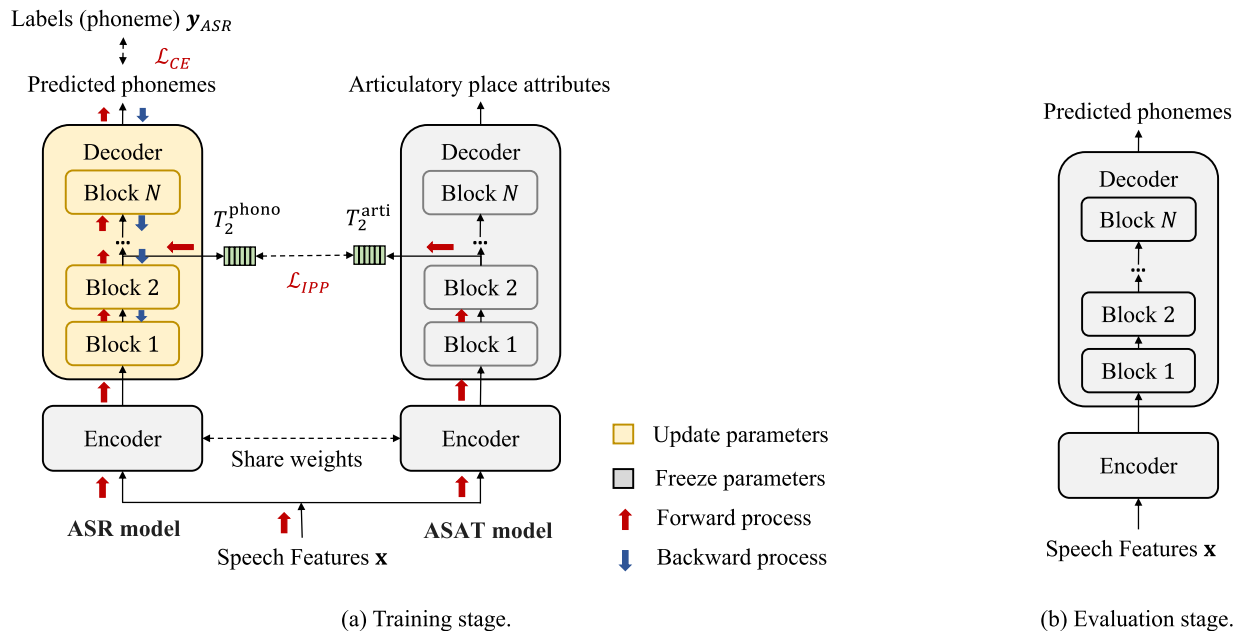 Labels (phoneme) 𝒚_ASR
ℒ_CE
Predicted phonemes
Decoder
Block N
...
Block 2
Block 1
Encoder
ASR model
T_2^phono
T_2^arti
ℒ_IPP
Articulatory place attributes
Decoder
Block N
...
Block 2
Block 1
Encoder
ASAT model
Share weights
Speech Features x
Update parameters
Freeze parameters
Forward process
Backward process
(a) Training stage.
Predicted phonemes
Decoder
Block N
...
Block 2
Block 1
Encoder
Speech Features x
(b) Evaluation stage.